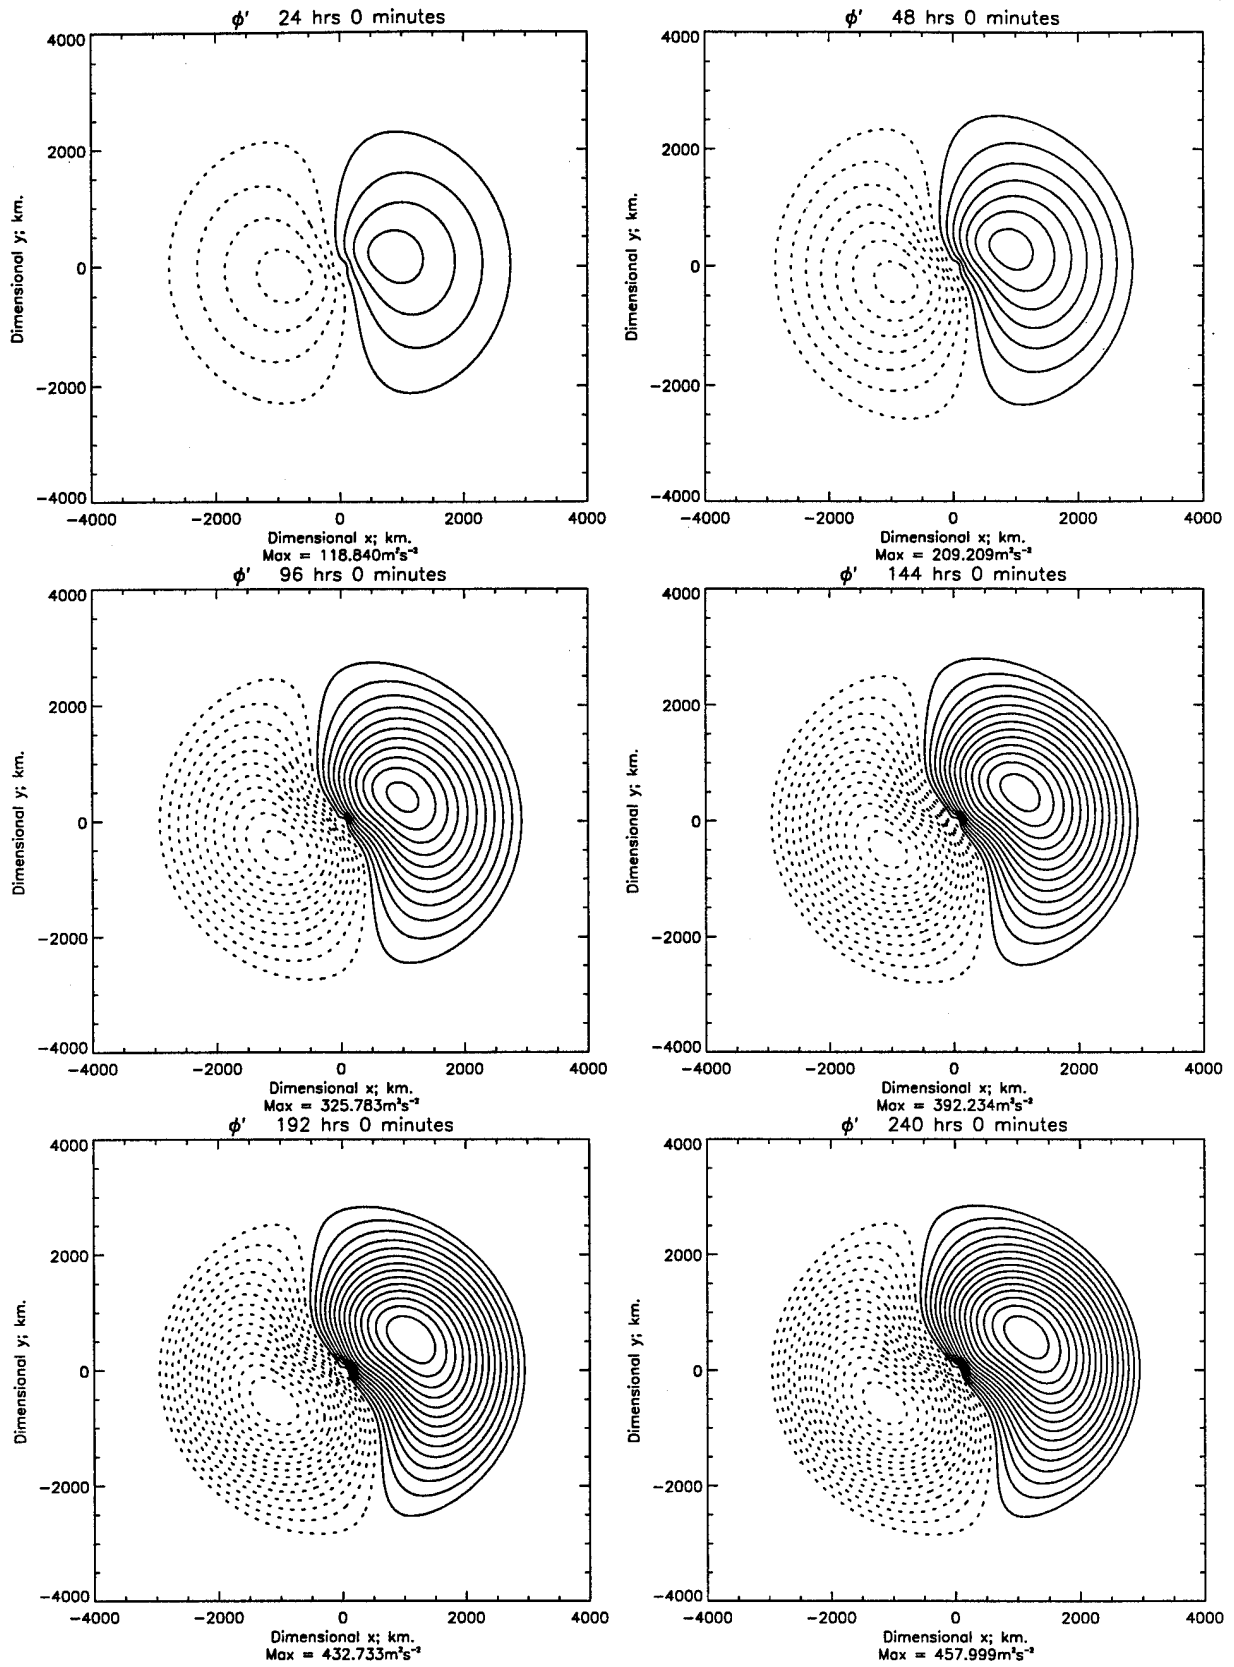 φ' 24 hrs 0 minutes
4000
2000
0
−2000
−4000
Dimensional y; km.
−4000 −2000 0 2000 4000
Dimensional x; km.
Max = 118.840m²s⁻²
φ' 48 hrs 0 minutes
4000
2000
0
−2000
−4000
Dimensional y; km.
−4000 −2000 0 2000 4000
Dimensional x; km.
Max = 209.209m²s⁻²
φ' 96 hrs 0 minutes
4000
2000
0
−2000
−4000
Dimensional y; km.
−4000 −2000 0 2000 4000
Dimensional x; km.
Max = 325.783m²s⁻²
φ' 144 hrs 0 minutes
4000
2000
0
−2000
−4000
Dimensional y; km.
−4000 −2000 0 2000 4000
Dimensional x; km.
Max = 392.234m²s⁻²
φ' 192 hrs 0 minutes
4000
2000
0
−2000
−4000
Dimensional y; km.
−4000 −2000 0 2000 4000
Dimensional x; km.
Max = 432.733m²s⁻²
φ' 240 hrs 0 minutes
4000
2000
0
−2000
−4000
Dimensional y; km.
−4000 −2000 0 2000 4000
Dimensional x; km.
Max = 457.999m²s⁻²